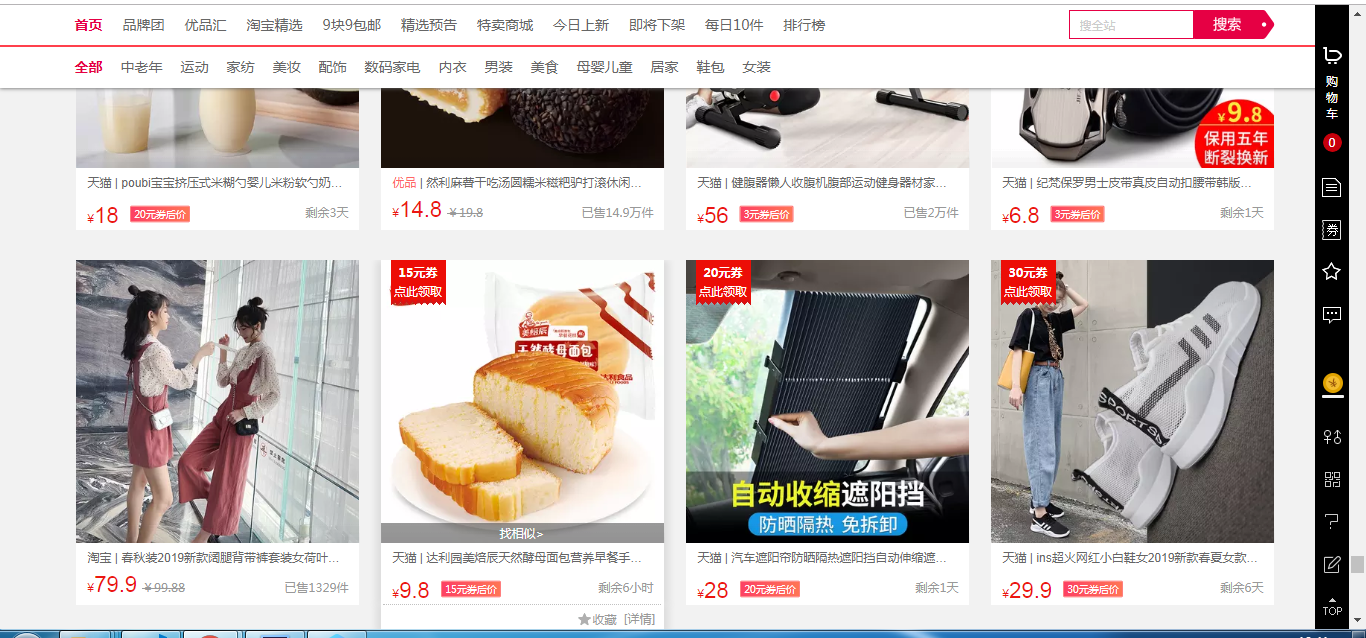 首页 品牌团 优品汇 淘宝精选 9块9包邮 精选预告 特卖商城 今日上新 即将下架 每日10件 排行榜
搜全站 搜索
全部 中老年 运动 家纺 美妆 配饰 数码家电 内衣 男装 美食 母婴儿童 居家 鞋包 女装
购物车
0
¥9.8
保用五年
断裂换新
天猫 | poubi宝宝挤压式米糊勺婴儿米粉软勺奶...
¥18 20元券后价 剩余3天
优品 | 然利麻薯干吃汤圆糯米糍粑驴打滚休闲...
¥14.8 ¥19.8 已售14.9万件
天猫 | 健腹器懒人收腹机腹部运动健身器材家...
¥56 3元券后价 已售2万件
天猫 | 纪梵保罗男士皮带真皮自动扣腰带韩版...
¥6.8 3元券后价 剩余1天
券
淘宝 | 春秋装2019新款阔腿背带裤套装女荷叶...
¥79.9 ¥99.88 已售1329件
15元券
点此领取
美焙辰
天然酵母面包
达利食品
找相似>
天猫 | 达利园美焙辰天然酵母面包营养早餐手...
¥9.8 15元券后价 剩余6小时
收藏 [详情]
20元券
点此领取
自动收缩遮阳挡
防晒隔热 免拆卸
天猫 | 汽车遮阳帘防晒隔热遮阳挡自动伸缩遮...
¥28 20元券后价 剩余1天
30元券
点此领取
SPORTS
天猫 | ins超火网红小白鞋女2019新款春夏女款...
¥29.9 30元券后价 剩余6天
TOP